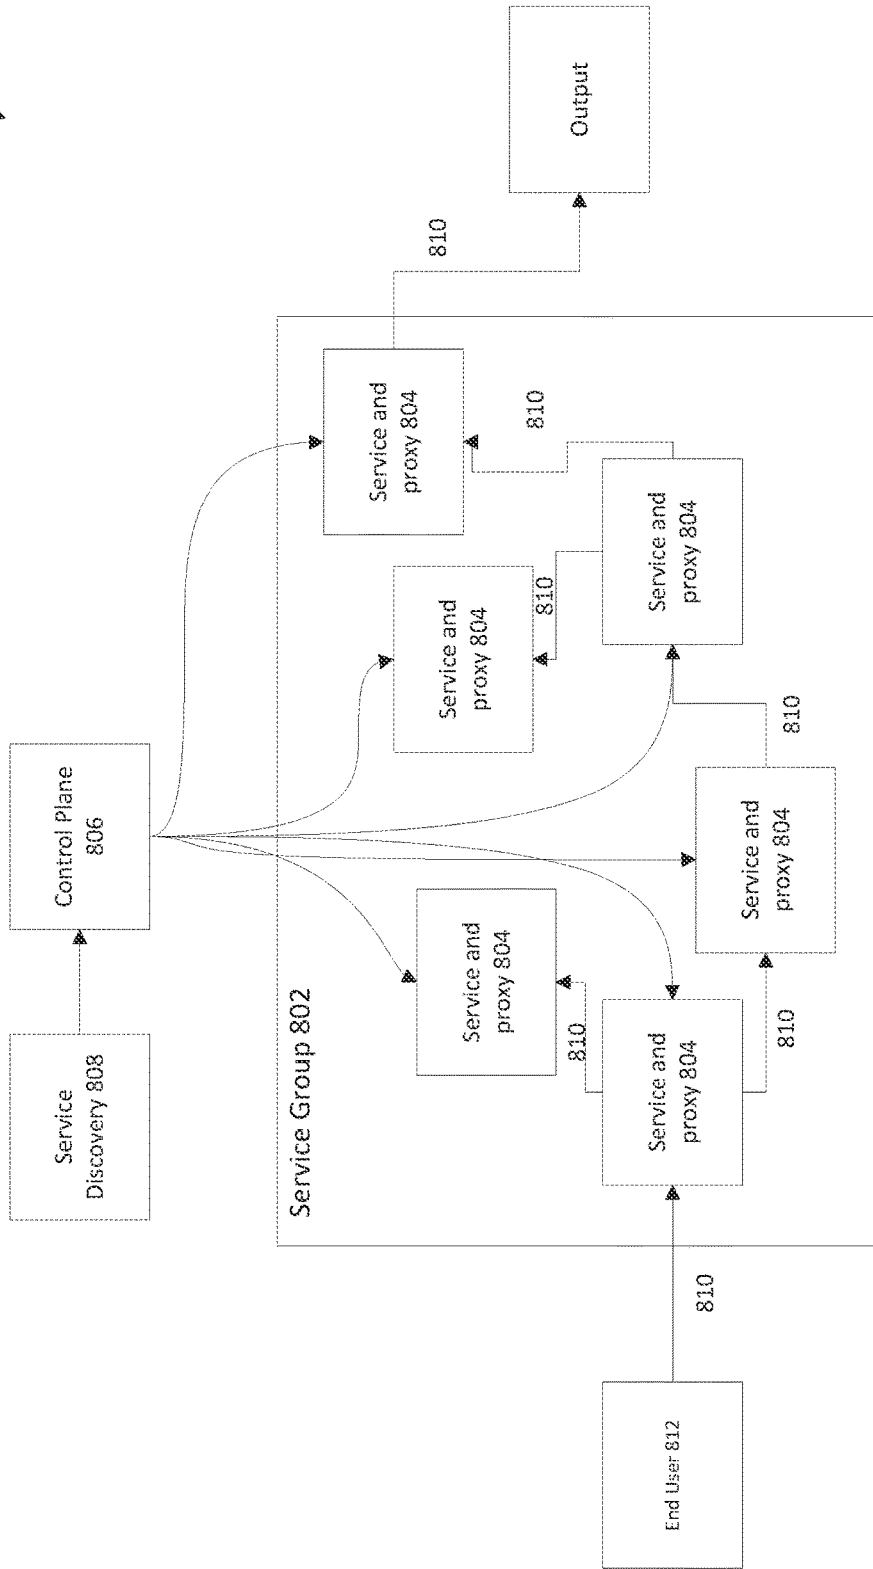 Service
Discovery 808
Control Plane
806
Service Group 802
Service and
proxy 804
Service and
proxy 804
Service and
proxy 804
810
810
810
Output
End User 812
810
Service and
proxy 804
810
810
Service and
proxy 804
810
Service and
proxy 804